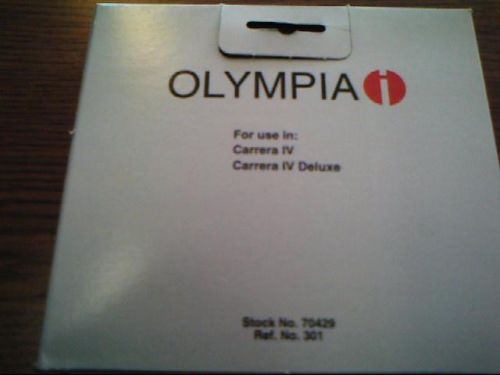 OLYMPIA
For use in:
Carrera IV
Carrera IV Deluxe
Stock No. 70429
Ref. No. 301